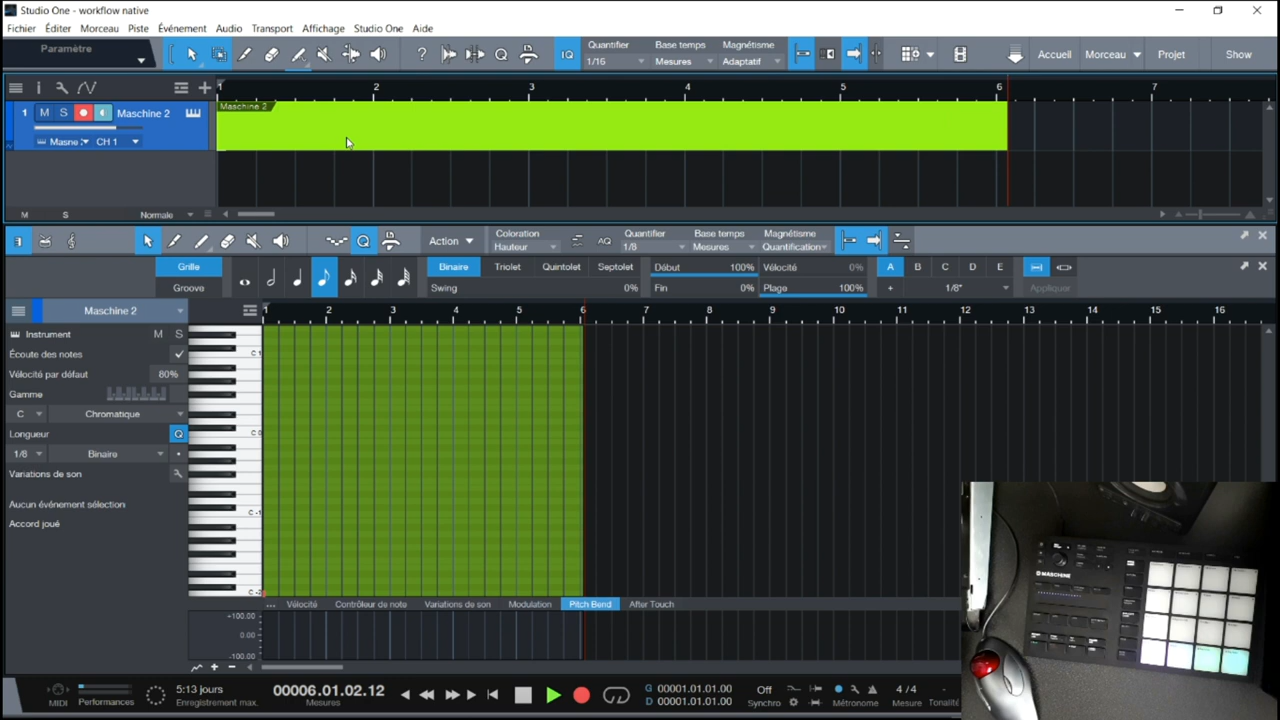 Studio One - workflow native
Fichier Éditer Morceau Piste Événement Audio Transport Affichage Studio One Aide
Paramètre
? IQ
Quantifier Base temps Magnétisme
1/16 Mesures Adaptatif
Accueil Morceau Projet Show
1 2 3 4 5 6 7
1 M S Maschine 2
CH 1
Maschine 2
M S Normale
Action
Coloration Quantifier Base temps Magnétisme
Hauteur AQ 1/8 Mesures Quantification
Grille Binaire Triolet Quintolet Septolet Début 100% Vélocité 0% A B C D E
Groove Swing 0% Fin 0% Plage 100% + 1/8* Appliquer
Maschine 2
1 2 3 4 5 6 7 8 9 10 11 12 13 14 15 16
Instrument M S
Écoute des notes
Vélocité par défaut 80%
Gamme
C Chromatique
Longueur Q
1/8 Binaire
Variations de son
Aucun événement sélection
Accord joué
C 1
C 0
C -1
C -2
... Vélocité Contrôleur de note Variations de son Modulation Pitch Bend After Touch
+100.00
0.00
-100.00
MASCHINE
MIDI Performances
5:13 jours
Enregistrement max.
00006.01.02.12
Mesures
G 00001.01.01.00
D 00001.01.01.00
Off
Synchro
Métronome
4 / 4
Mesure
-
Tonalité